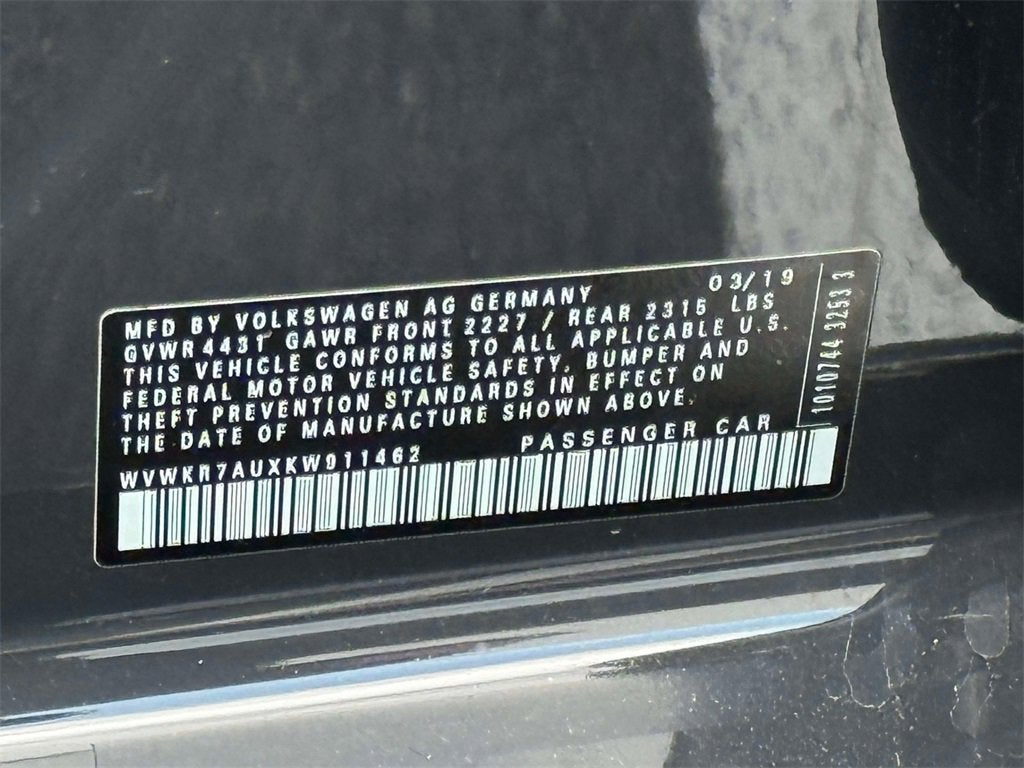 03/19
MFD BY VOLKSWAGEN AG GERMANY
GVWR 4431 GAWR FRONT 2227 / REAR 2315 LBS
THIS VEHICLE CONFORMS TO ALL APPLICABLE U.S.
FEDERAL MOTOR VEHICLE SAFETY, BUMPER AND
THEFT PREVENTION STANDARDS IN EFFECT ON
THE DATE OF MANUFACTURE SHOWN ABOVE.
WVWKR7AUXKW911462 PASSENGER CAR
1010744 32533